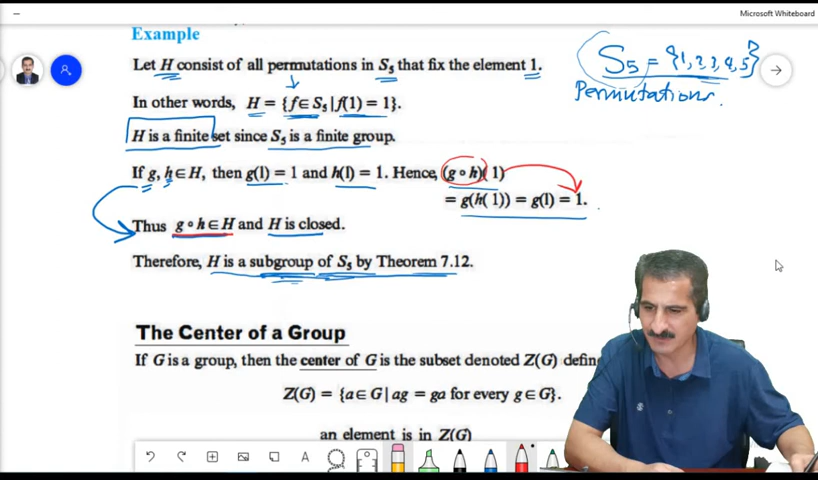 Microsoft Whiteboard
Example
Let H consist of all permutations in S₅ that fix the element 1.
S₅ = {1, 2, 3, 4, 5}
Permutations.
In other words, H = {f ∈ S₅ | f(1) = 1}.
H is a finite set since S₅ is a finite group.
If g, h ∈ H, then g(1) = 1 and h(1) = 1. Hence, (g ∘ h)( 1)
= g(h( 1)) = g(1) = 1.
Thus g ∘ h ∈ H and H is closed.
Therefore, H is a subgroup of S₅ by Theorem 7.12.
The Center of a Group
If G is a group, then the center of G is the subset denoted Z(G)
Z(G) = {a ∈ G | ag = ga for every g ∈ G}.
an element is in Z(G)